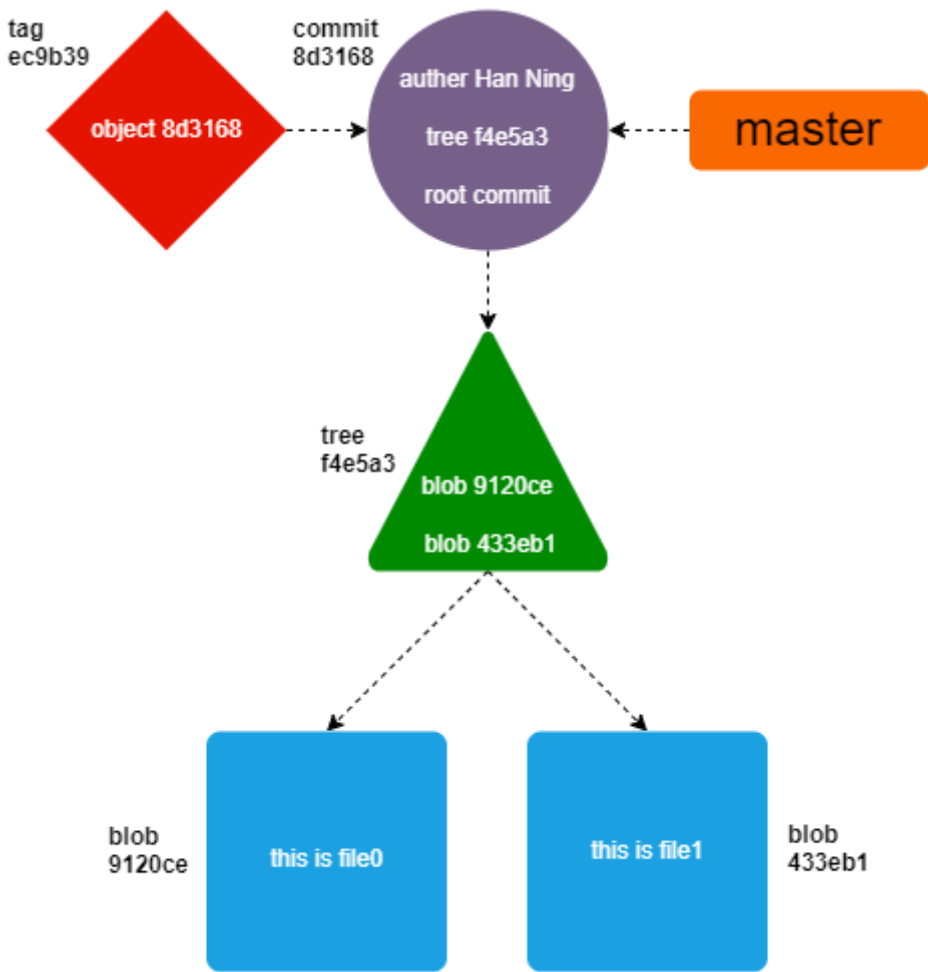 tag
ec9b39
object 8d3168
commit
8d3168
auther Han Ning
tree f4e5a3
root commit
master
tree
f4e5a3
blob 9120ce
blob 433eb1
blob
9120ce
this is file0
this is file1
blob
433eb1